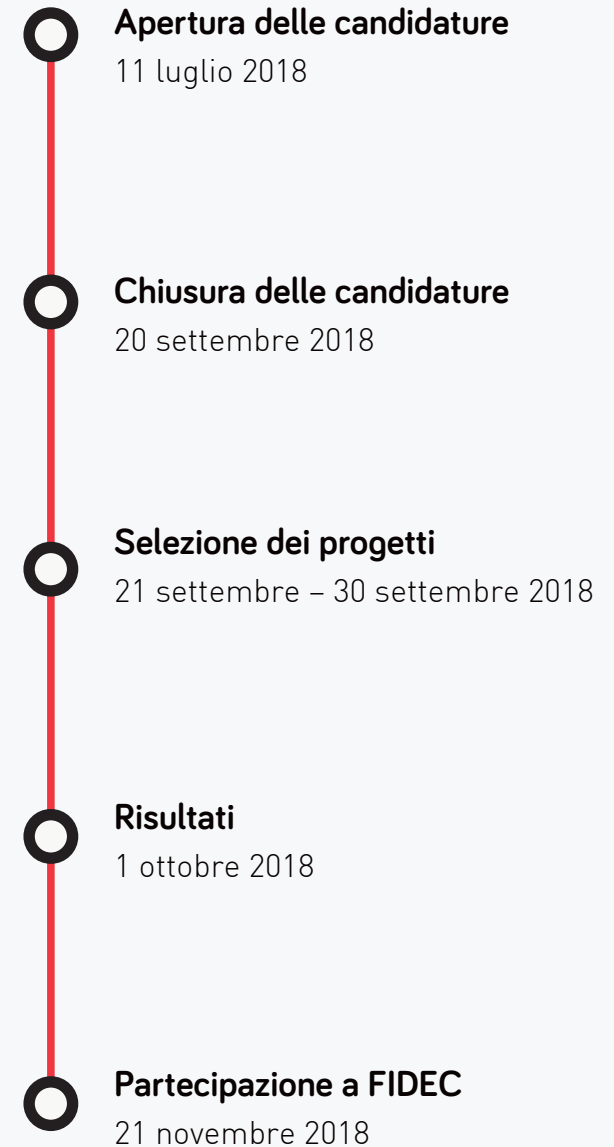 Apertura delle candidature
11 luglio 2018
Chiusura delle candidature
20 settembre 2018
Selezione dei progetti
21 settembre – 30 settembre 2018
Risultati
1 ottobre 2018
Partecipazione a FIDEC
21 novembre 2018